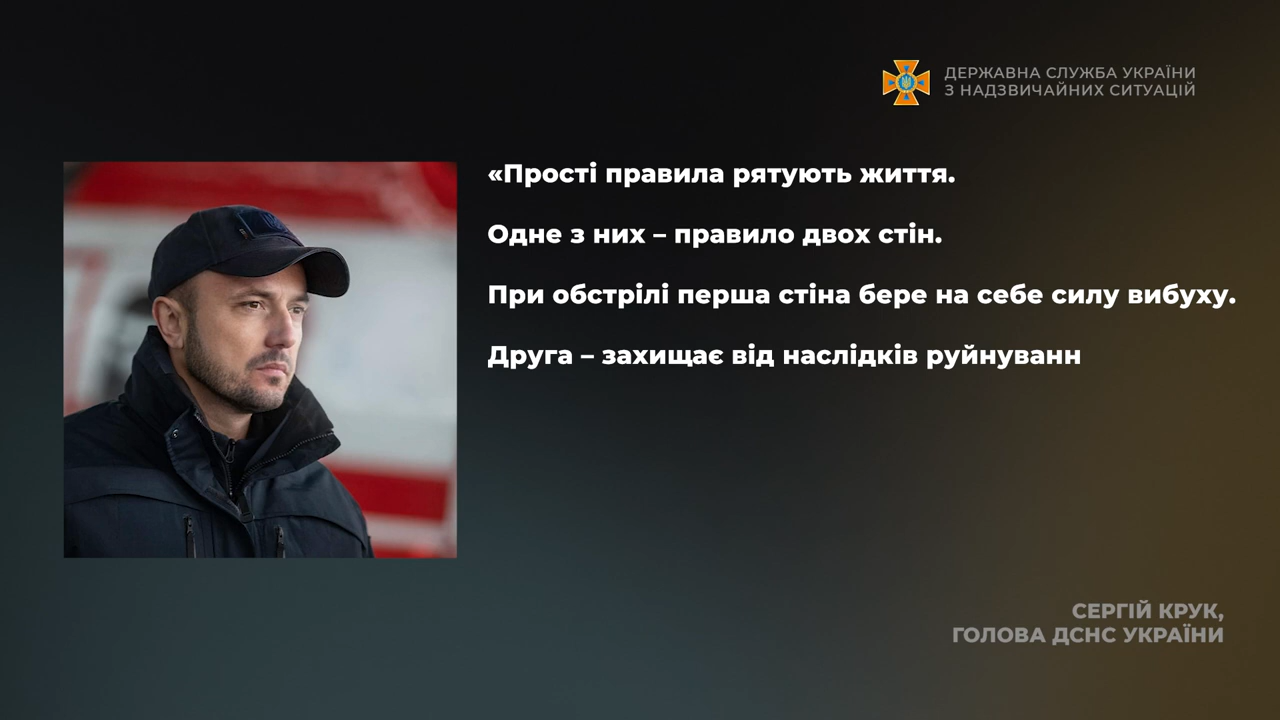 ДЕРЖАВНА СЛУЖБА УКРАЇНИ
З НАДЗВИЧАЙНИХ СИТУАЦІЙ
«Прості правила рятують життя.
Одне з них – правило двох стін.
При обстрілі перша стіна бере на себе силу вибуху.
Друга – захищає від наслідків руйнуванн
СЕРГІЙ КРУК,
ГОЛОВА ДСНС УКРАЇНИ